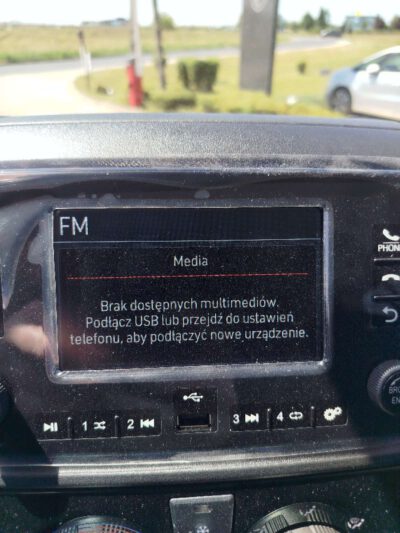 FM
Media
Brak dostępnych multimediów.
Podłącz USB lub przejdź do ustawień
telefonu, aby podłączyć nowe urządzenie.
PHONE
1 2 3 4